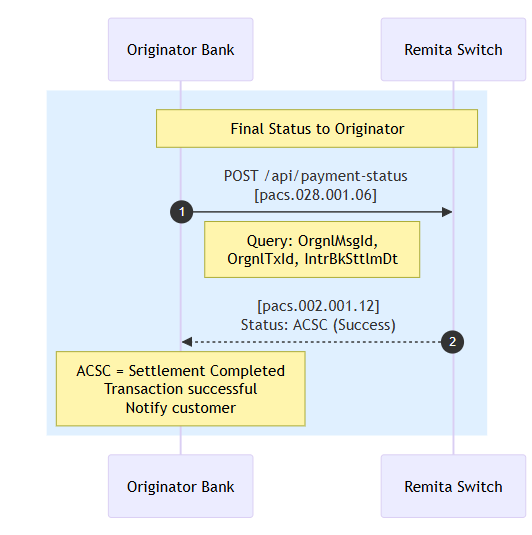 Originator Bank
Remita Switch
Final Status to Originator
POST /api/payment-status
[pacs.028.001.06]
1
Query: OrgnlMsgId,
OrgnlTxId, IntrBkSttlmDt
[pacs.002.001.12]
Status: ACSC (Success)
2
ACSC = Settlement Completed
Transaction successful
Notify customer
Originator Bank
Remita Switch